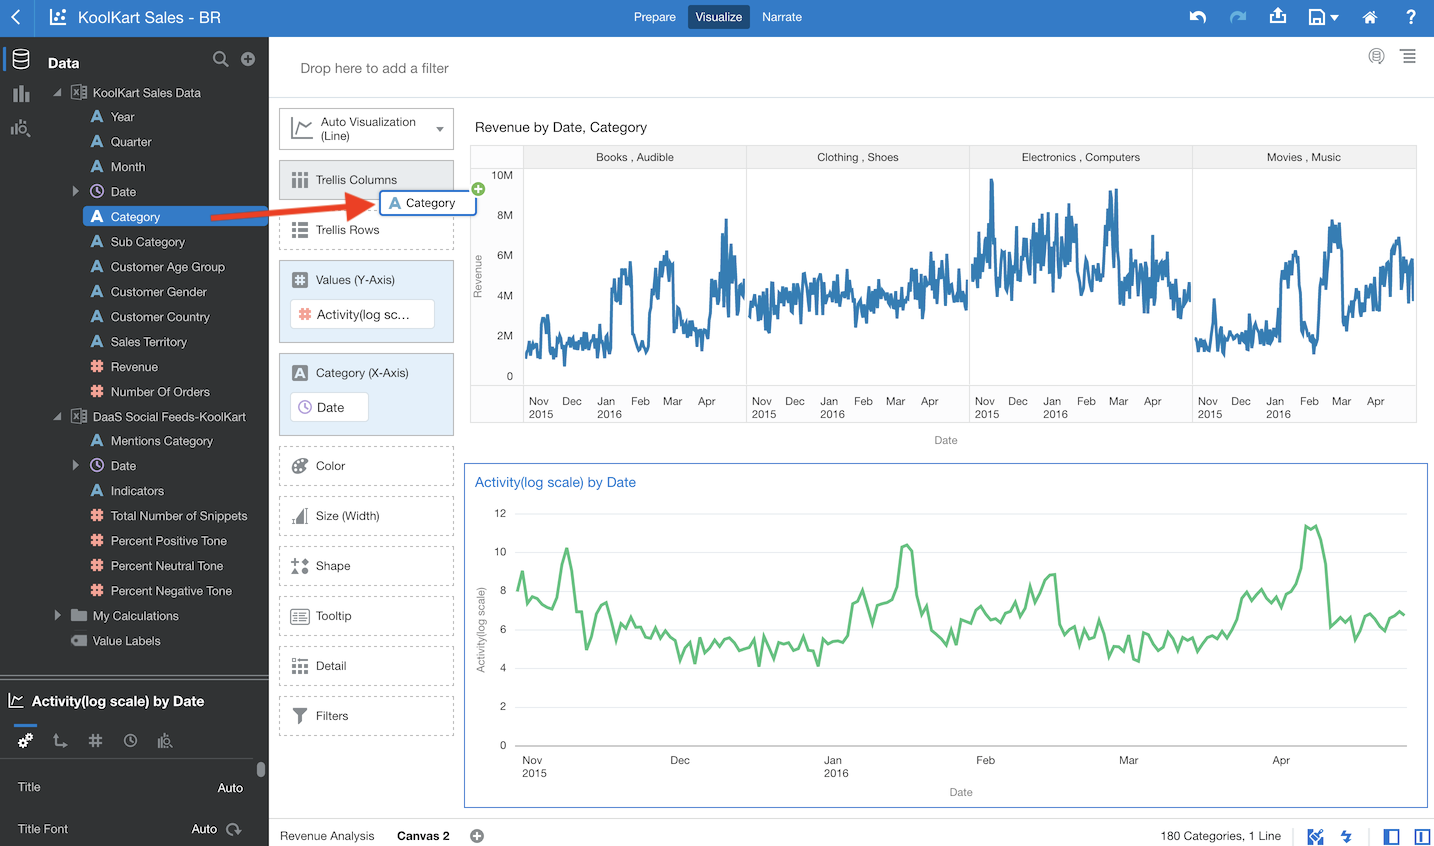 KoolKart Sales - BR
Prepare
Visualize
Narrate
?
Data
KoolKart Sales Data
A Year
A Quarter
A Month
Date
A Category
A Sub Category
A Customer Age Group
A Customer Gender
A Customer Country
A Sales Territory
# Revenue
# Number Of Orders
DaaS Social Feeds-KoolKart
A Mentions Category
Date
A Indicators
# Total Number of Snippets
# Percent Positive Tone
# Percent Neutral Tone
# Percent Negative Tone
My Calculations
Value Labels
Activity(log scale) by Date
#
Title
Auto
Title Font
Auto
Drop here to add a filter
Auto Visualization
(Line)
Trellis Columns
A Category
Trellis Rows
# Values (Y-Axis)
# Activity(log sc...
A Category (X-Axis)
Date
Color
Size (Width)
Shape
Tooltip
Detail
Filters
Revenue by Date, Category
Books , Audible
Clothing , Shoes
Electronics , Computers
Movies , Music
10M
8M
6M
4M
2M
0
Revenue
Nov Dec Jan Feb Mar Apr
2015 2016
Nov Dec Jan Feb Mar Apr
2015 2016
Nov Dec Jan Feb Mar Apr
2015 2016
Nov Dec Jan Feb Mar Apr
2015 2016
Date
Activity(log scale) by Date
12
10
8
6
4
2
0
Activity(log scale)
Nov Dec Jan Feb Mar Apr
2015 2016
Date
Revenue Analysis
Canvas 2
180 Categories, 1 Line